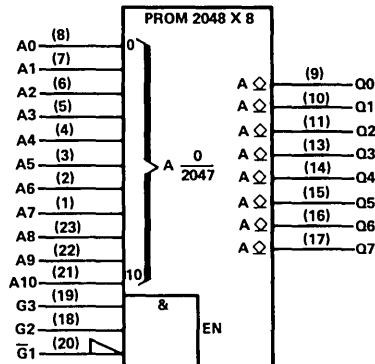 PROM 2048 X 8
A0 (8) 0
A1 (7)
A2 (6)
A3 (5)
A4 (4)
A5 (3)
A6 (2)
A7 (1)
A8 (23)
A9 (22)
A10 (21) 10
G3 (19)
G2 (18)
G1 (20)
A 0
2047
&
EN
A (9) Q0
A (10) Q1
A (11) Q2
A (13) Q3
A (14) Q4
A (15) Q5
A (16) Q6
A (17) Q7